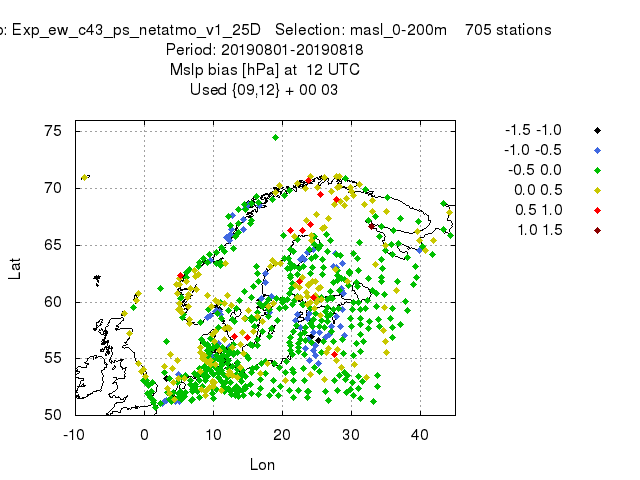 : Exp_ew_c43_ps_netatmo_v1_25D Selection: masl_0-200m 705 stations
Period: 20190801-20190818
Mslp bias [hPa] at 12 UTC
Used {09,12} + 00 03
75
70
65
60
55
50
Lat
-10 0 10 20 30 40
Lon
-1.5 -1.0
-1.0 -0.5
-0.5 0.0
0.0 0.5
0.5 1.0
1.0 1.5